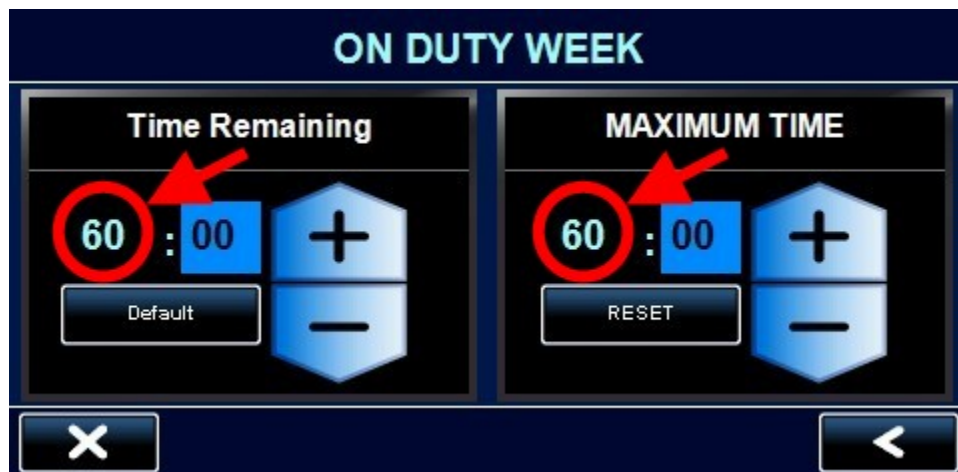 ON DUTY WEEK
Time Remaining
60 : 00
Default
MAXIMUM TIME
60 : 00
RESET